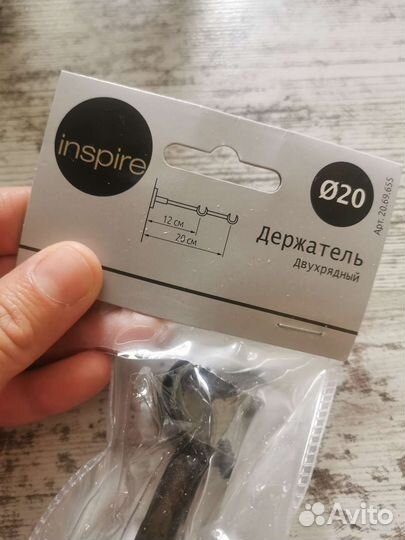 inspire
Ø20
Арт. 20.69.655
12 см
20 см
Держатель
двухрядный
Avito